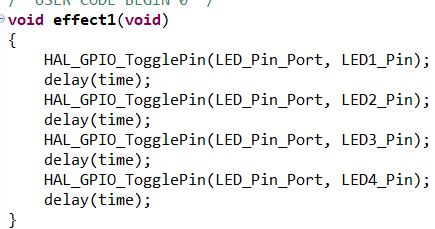 /* USER CODE BEGIN 0 */
void effect1(void)
{
HAL_GPIO_TogglePin(LED_Pin_Port, LED1_Pin);
delay(time);
HAL_GPIO_TogglePin(LED_Pin_Port, LED2_Pin);
delay(time);
HAL_GPIO_TogglePin(LED_Pin_Port, LED3_Pin);
delay(time);
HAL_GPIO_TogglePin(LED_Pin_Port, LED4_Pin);
delay(time);
}